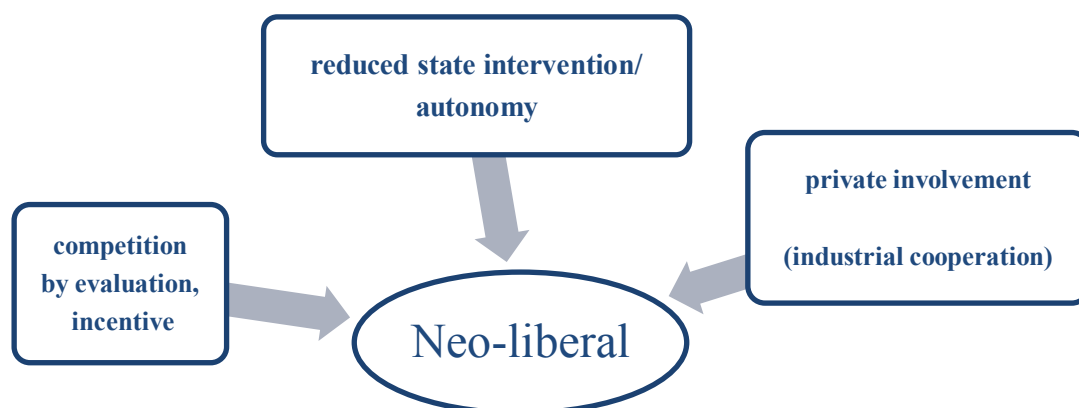 reduced state intervention/
autonomy
private involvement
(industrial cooperation)
competition
by evaluation,
incentive
Neo-liberal